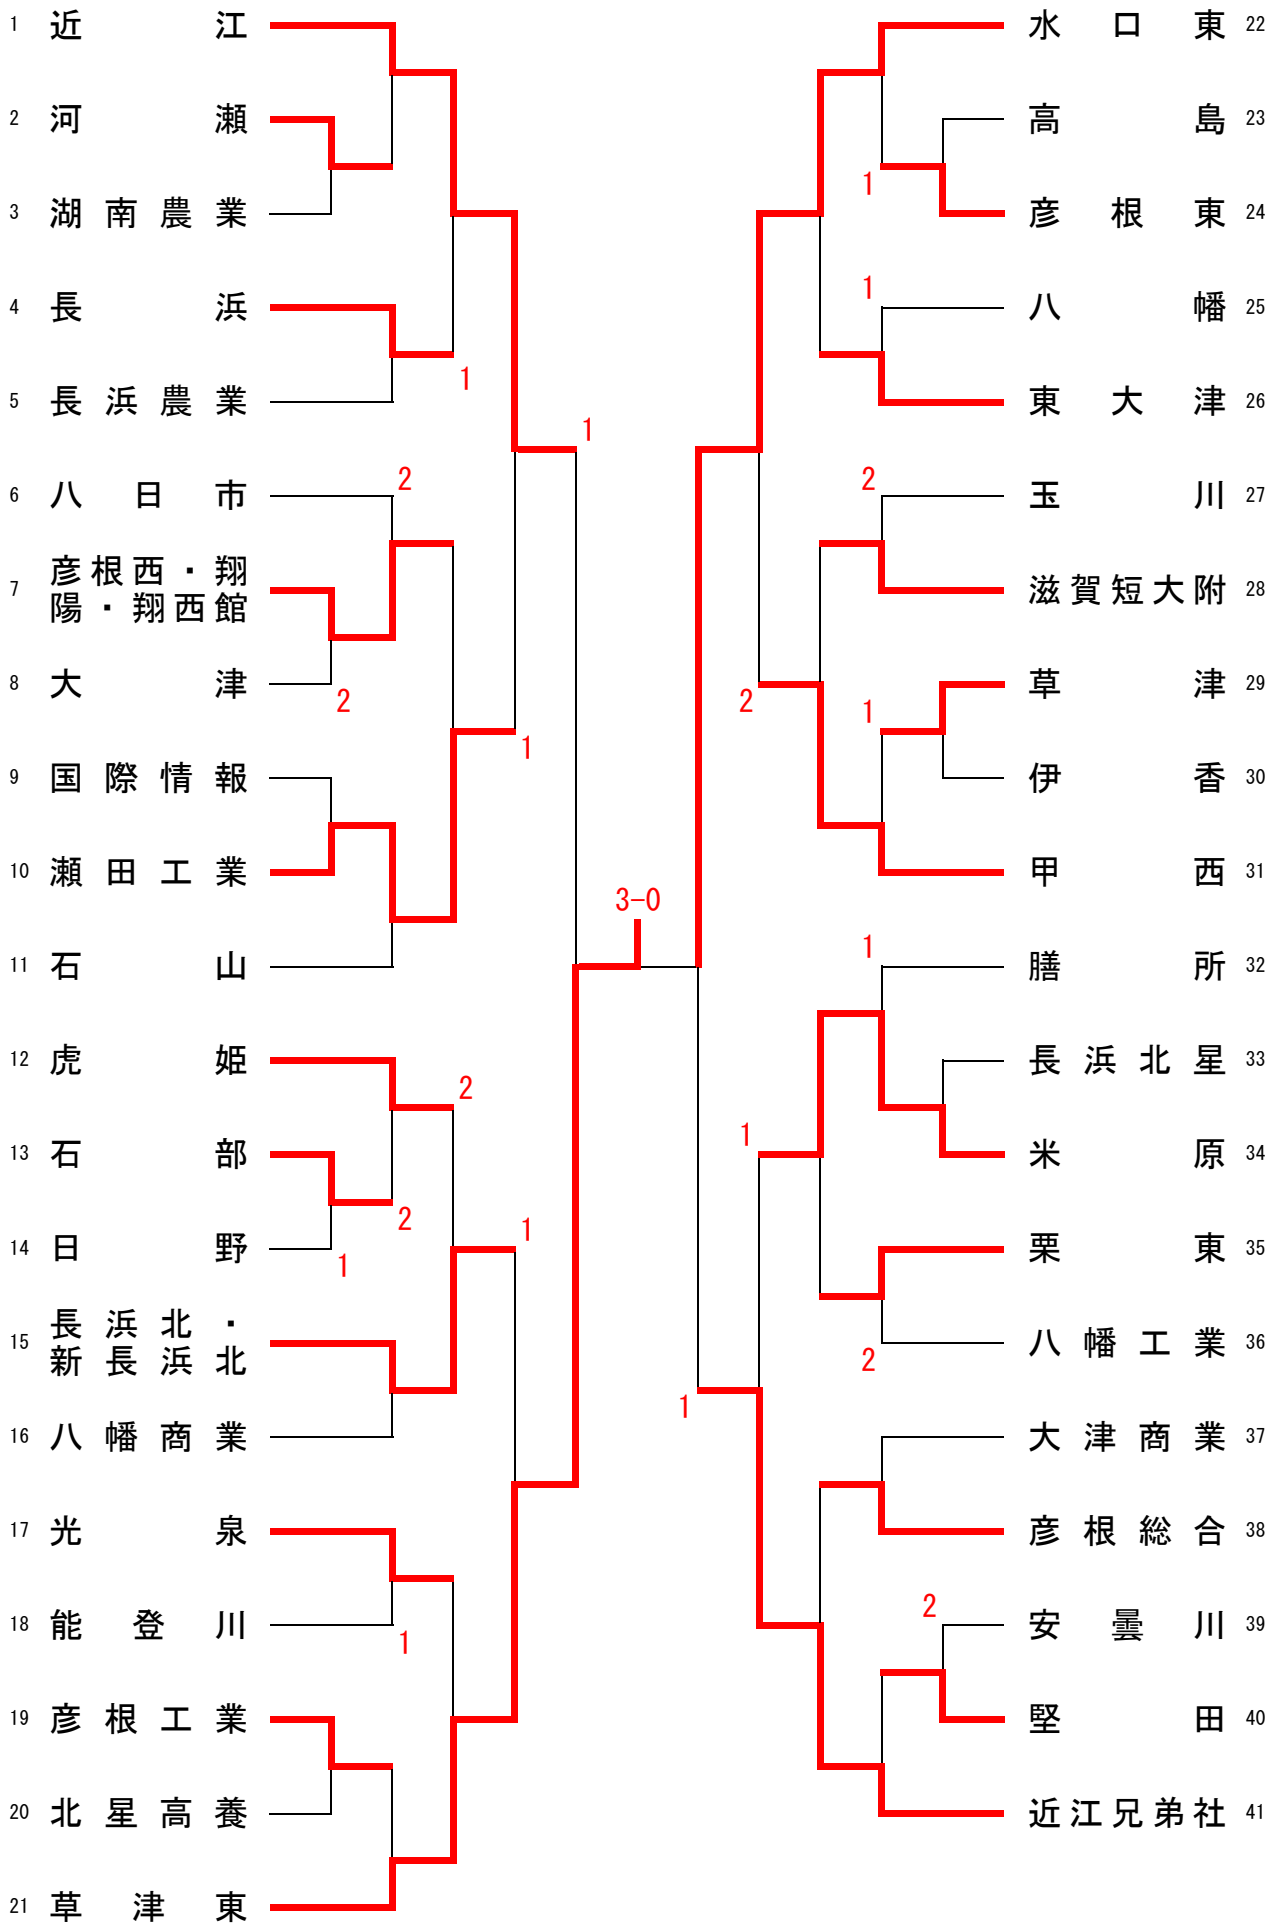 1 近江
2 河瀬
3 湖南農業
4 長浜
1
5 長浜農業
1
2
6 八日市
7 彦根西・翔
陽・翔西館
8 大津
2
1
9 国際情報
10 瀬田工業
11 石山
12 虎姫
2
13 石部
2
1
14 日野
1
15 長浜北・
新長浜北
16 八幡商業
17 光泉
18 能登川
1
19 彦根工業
20 北星高養
21 草津東
3-0
水口東 22
高島 23
1
彦根東 24
1
八幡 25
東大津 26
2
玉川 27
滋賀短大附 28
草津 29
2
1
伊香 30
甲西 31
1
膳所 32
長浜北星 33
1
米原 34
栗東 35
八幡工業 36
2
1
大津商業 37
彦根総合 38
2
安曇川 39
堅田 40
近江兄弟社 41